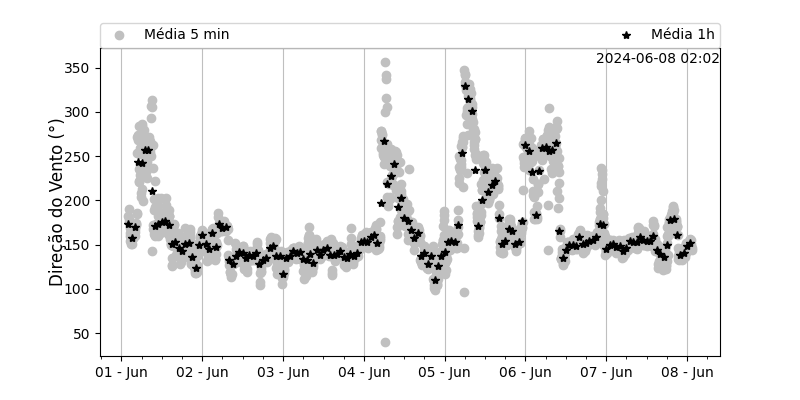 Média 5 min
Média 1h
2024-06-08 02:02
Direção do Vento (°)
350
300
250
200
150
100
50
01 - Jun
02 - Jun
03 - Jun
04 - Jun
05 - Jun
06 - Jun
07 - Jun
08 - Jun